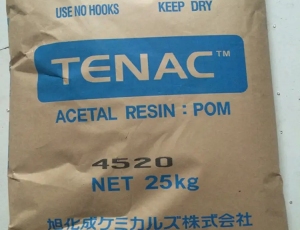 USE NO HOOKS KEEP DRY
TENAC™
ACETAL RESIN : POM
4520
NET 25kg
旭化成ケミカルズ株式会社